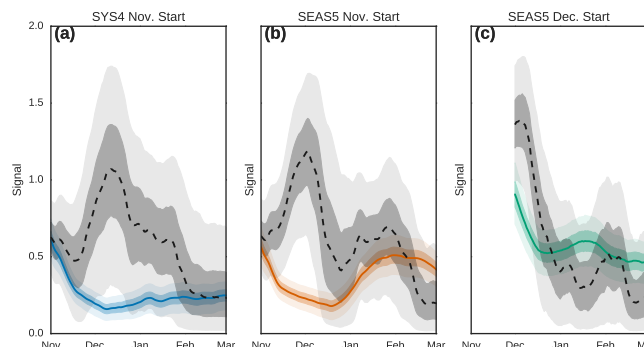 SYS4 Nov. Start
SEAS5 Nov. Start
SEAS5 Dec. Start
(a)
(b)
(c)
2.0
1.5
1.0
0.5
0.0
Signal
Signal
Signal
Nov Dec Jan Feb Mar
Nov Dec Jan Feb Mar
Nov Dec Jan Feb